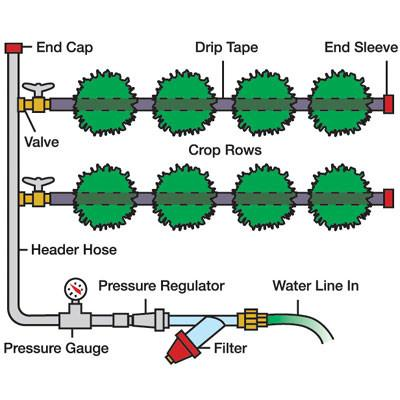 End Cap
Drip Tape
End Sleeve
Valve
Crop Rows
Header Hose
Pressure Regulator
Water Line In
Pressure Gauge
Filter